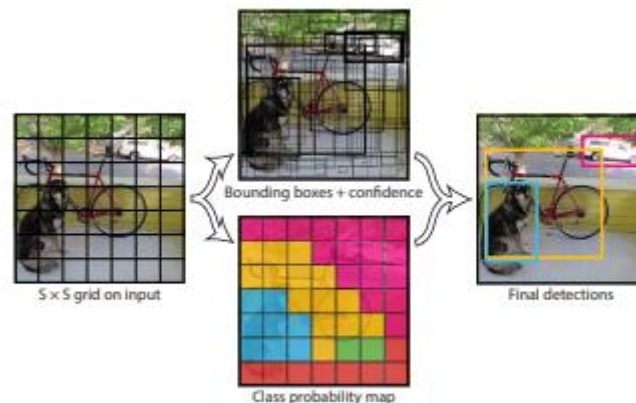 Bounding boxes + confidence
S × S grid on input
Final detections
Class probability map